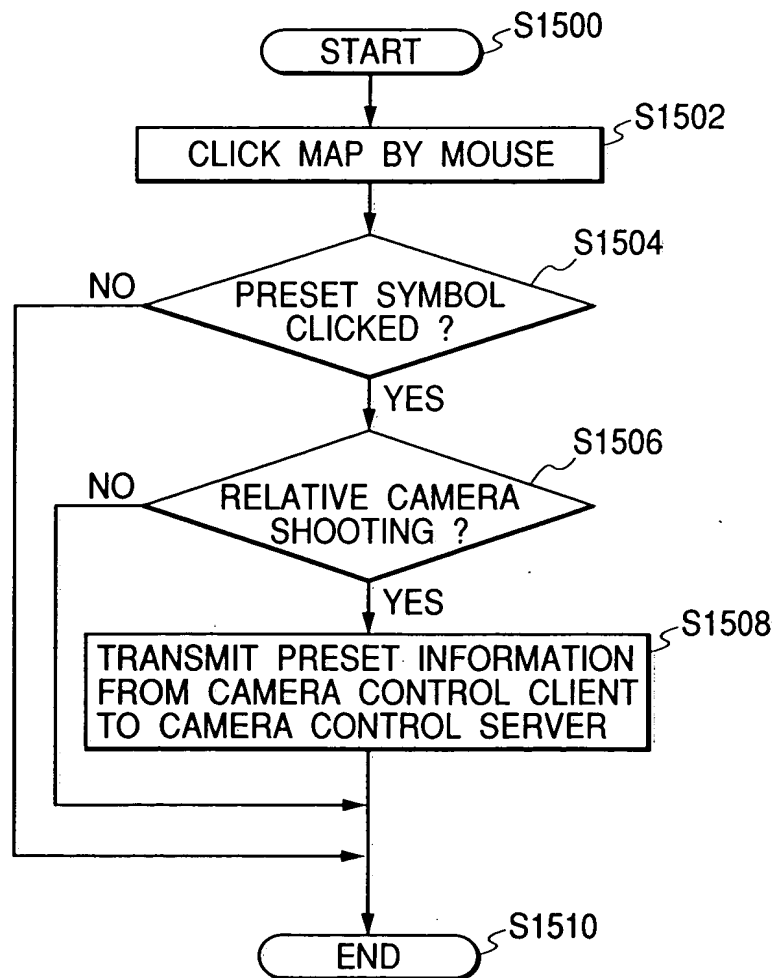 START
S1500
CLICK MAP BY MOUSE
S1502
PRESET SYMBOL
CLICKED ?
S1504
NO
YES
RELATIVE CAMERA
SHOOTING ?
S1506
NO
YES
TRANSMIT PRESET INFORMATION
FROM CAMERA CONTROL CLIENT
TO CAMERA CONTROL SERVER
S1508
END
S1510